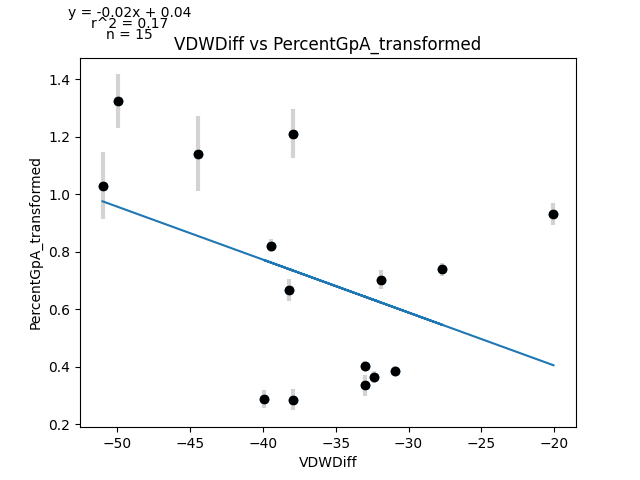 y = -0.02x + 0.04
r^2 = 0.17
n = 15
VDWDiff vs PercentGpA_transformed
1.4
1.2
1.0
0.8
0.6
0.4
0.2
PercentGpA_transformed
−50 −45 −40 −35 −30 −25 −20
VDWDiff